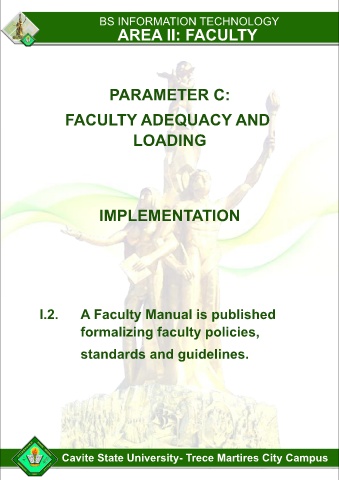 BS INFORMATION TECHNOLOGY
AREA II: FACULTY
PARAMETER C:
FACULTY ADEQUACY AND
LOADING
IMPLEMENTATION
I.2. A Faculty Manual is published
formalizing faculty policies,
standards and guidelines.
Cavite State University- Trece Martires City Campus